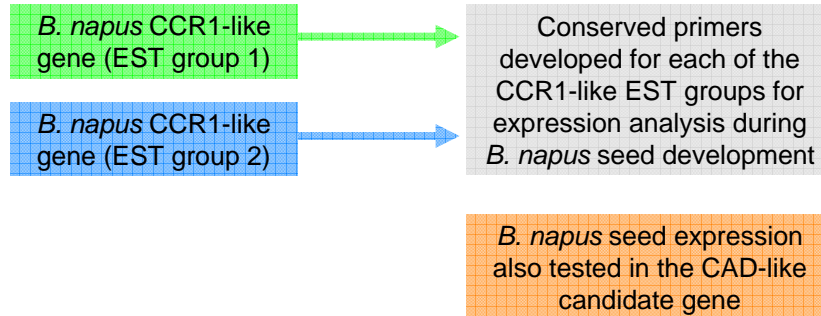 B. napus CCR1-like
gene (EST group 1)
B. napus CCR1-like
gene (EST group 2)
Conserved primers
developed for each of the
CCR1-like EST groups for
expression analysis during
B. napus seed development
B. napus seed expression
also tested in the CAD-like
candidate gene